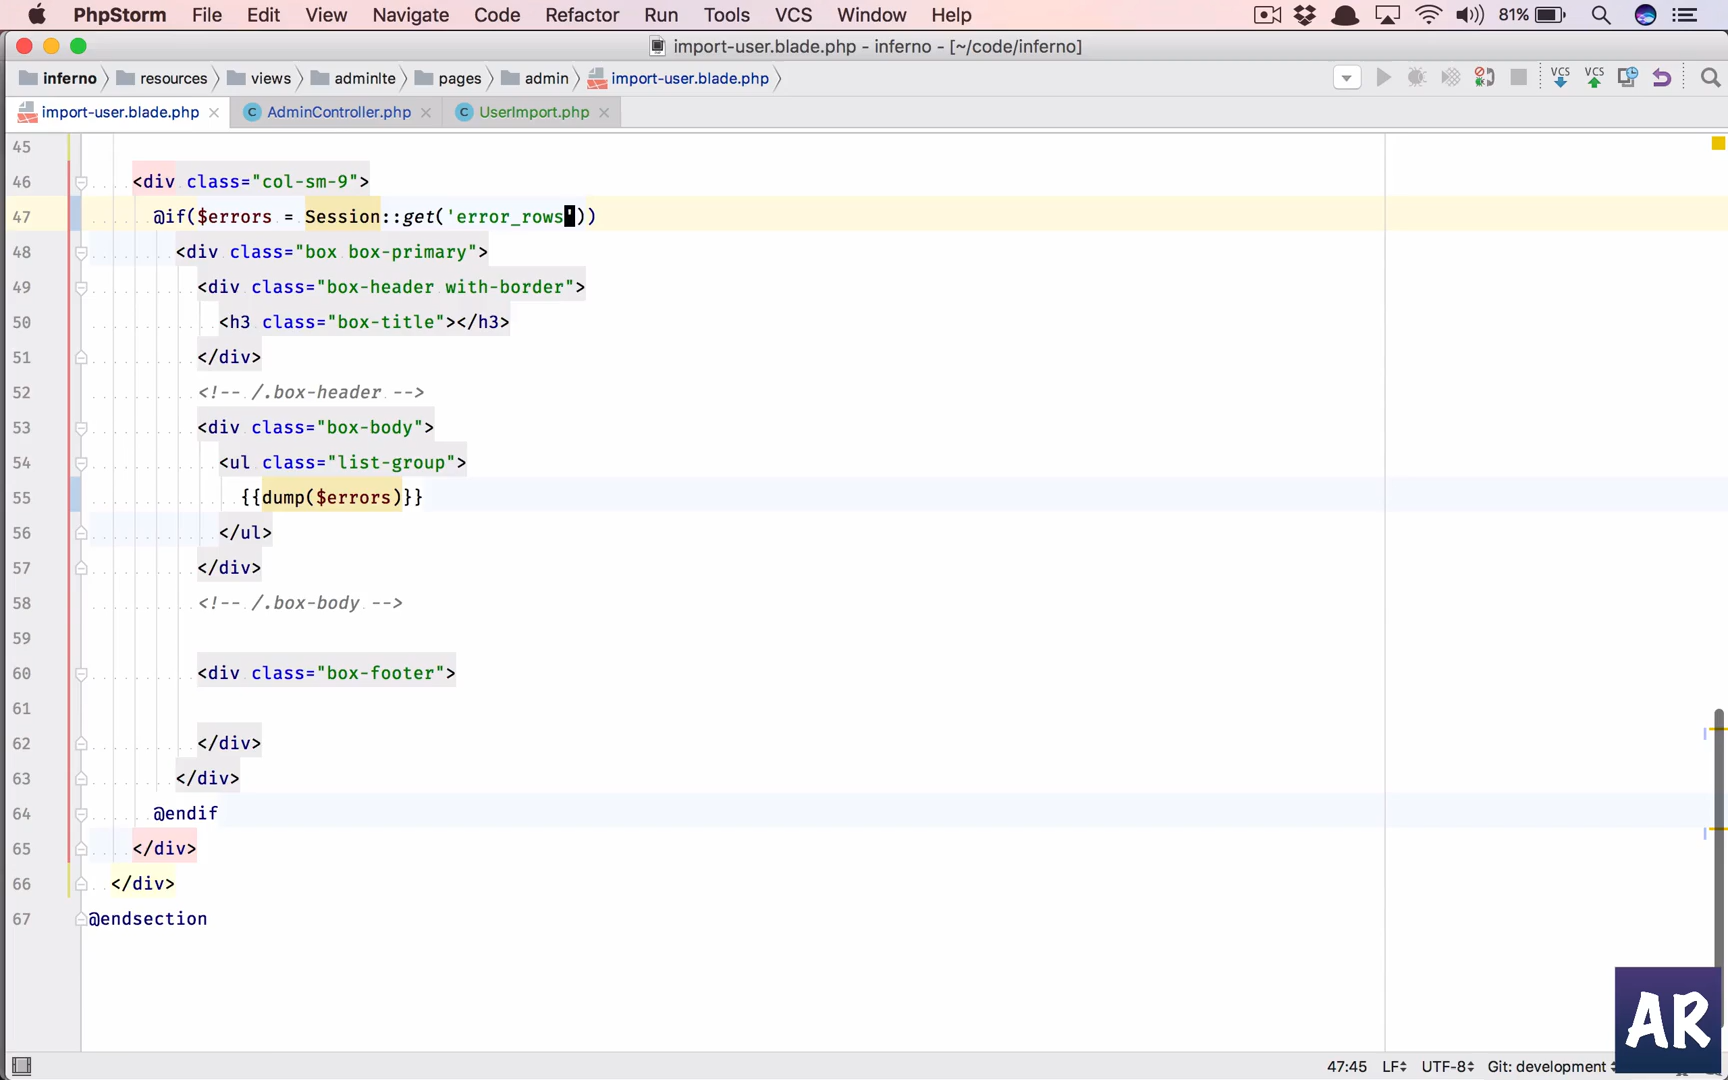 PhpStorm File Edit View Navigate Code Refactor Run Tools VCS Window Help 81%
import-user.blade.php - inferno - [~/code/inferno]
inferno resources views adminlte pages admin import-user.blade.php VCS VCS
import-user.blade.php AdminController.php UserImport.php
45
46 <div class="col-sm-9">
47 @if($errors = Session::get('error_rows'))
48 <div class="box box-primary">
49 <div class="box-header with-border">
50 <h3 class="box-title"></h3>
51 </div>
52 <!-- /.box-header -->
53 <div class="box-body">
54 <ul class="list-group">
55 {{dump($errors)}}
56 </ul>
57 </div>
58 <!-- /.box-body -->
59
60 <div class="box-footer">
61
62 </div>
63 </div>
64 @endif
65 </div>
66 </div>
67 @endsection
AR
47:45 LF UTF-8 Git: development